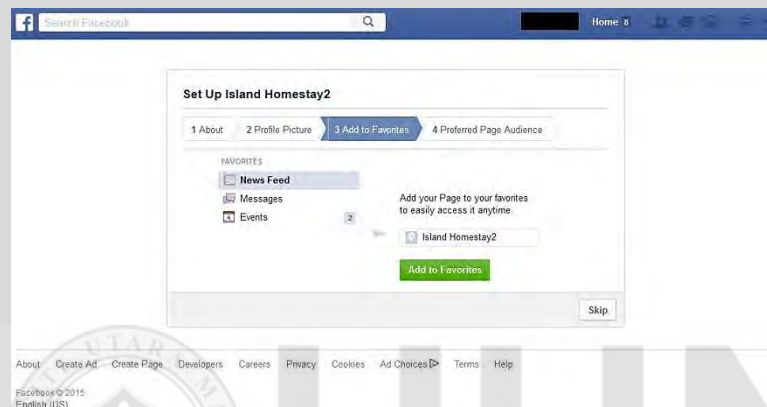 f Search Facebook Home 8
Set Up Island Homestay2
1 About 2 Profile Picture 3 Add to Favorites 4 Preferred Page Audience
FAVORITES
News Feed
Messages
Events 2
Add your Page to your favorites
to easily access it anytime.
Island Homestay2
Add to Favorites
Skip
About Create Ad Create Page Developers Careers Privacy Cookies Ad Choices Terms Help
Facebook © 2015
English (US)
UTAR